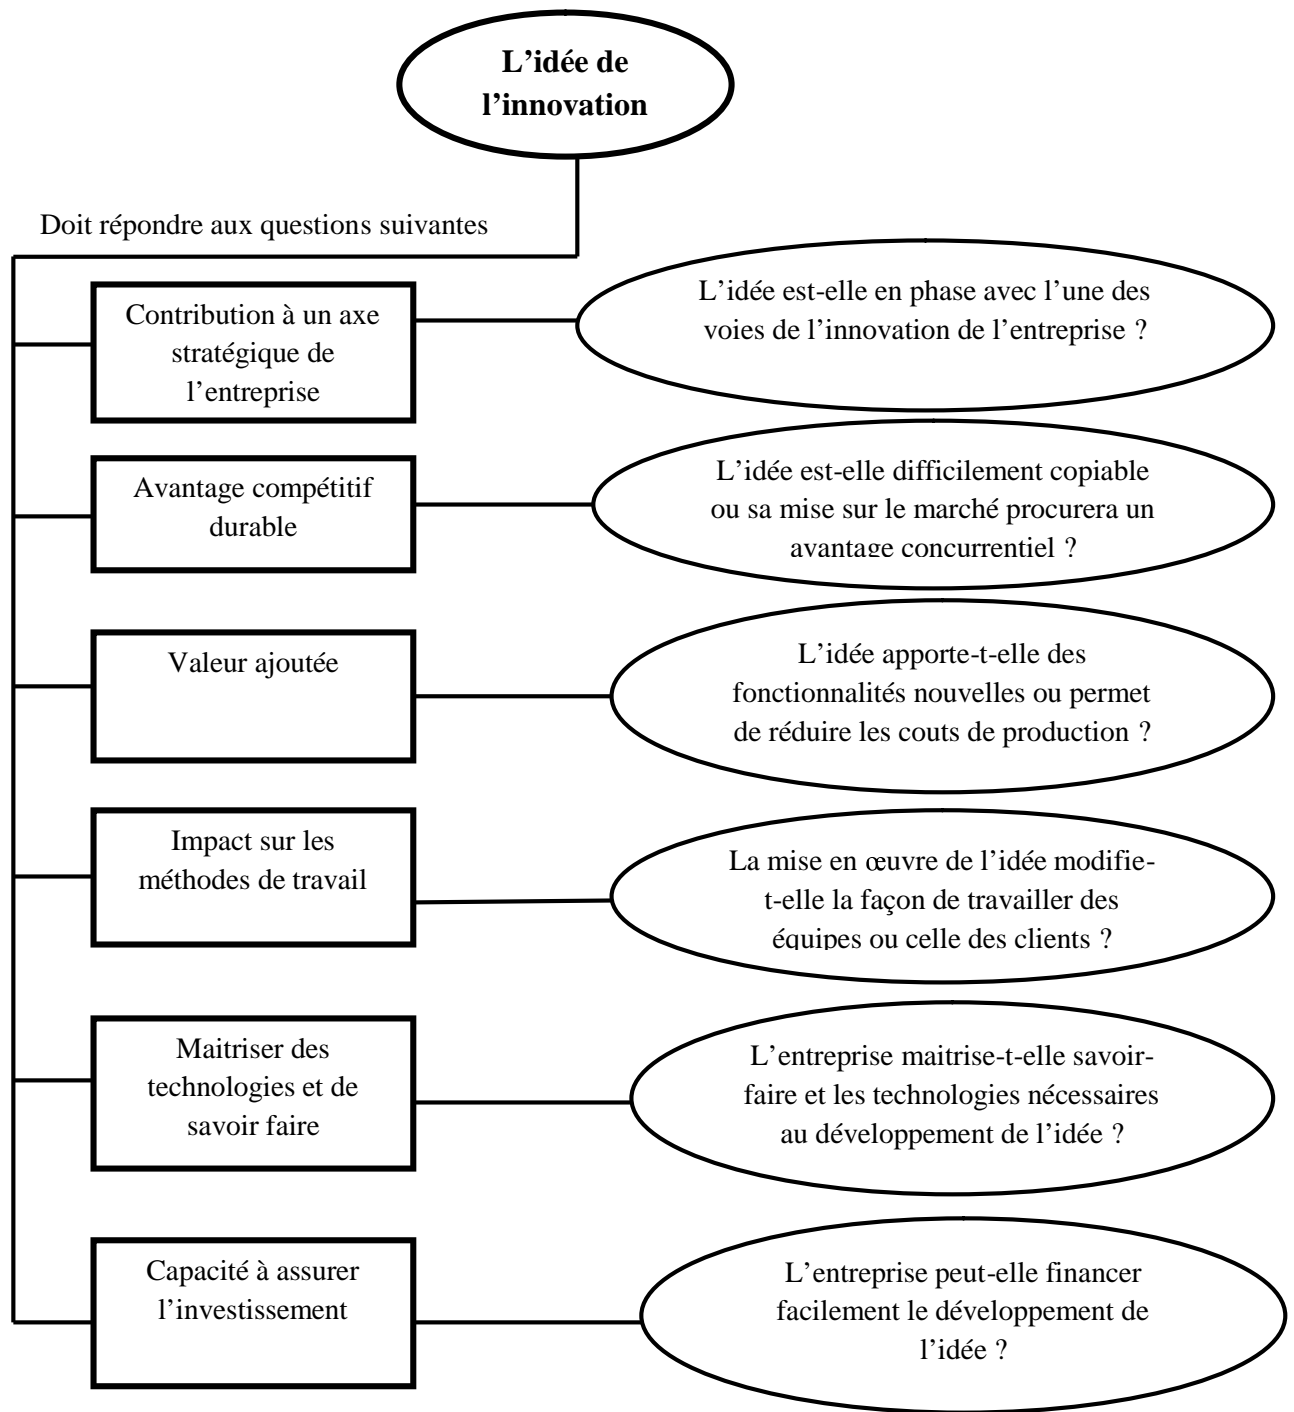 L’idée de
l’innovation
Doit répondre aux questions suivantes
Contribution à un axe
stratégique de
l’entreprise
L’idée est-elle en phase avec l’une des
voies de l’innovation de l’entreprise ?
Avantage compétitif
durable
L’idée est-elle difficilement copiable
ou sa mise sur le marché procurera un
avantage concurrentiel ?
Valeur ajoutée
L’idée apporte-t-elle des
fonctionnalités nouvelles ou permet
de réduire les couts de production ?
Impact sur les
méthodes de travail
La mise en œuvre de l’idée modifie-
t-elle la façon de travailler des
équipes ou celle des clients ?
Maitriser des
technologies et de
savoir faire
L’entreprise maitrise-t-elle savoir-
faire et les technologies nécessaires
au développement de l’idée ?
Capacité à assurer
l’investissement
L’entreprise peut-elle financer
facilement le développement de
l’idée ?